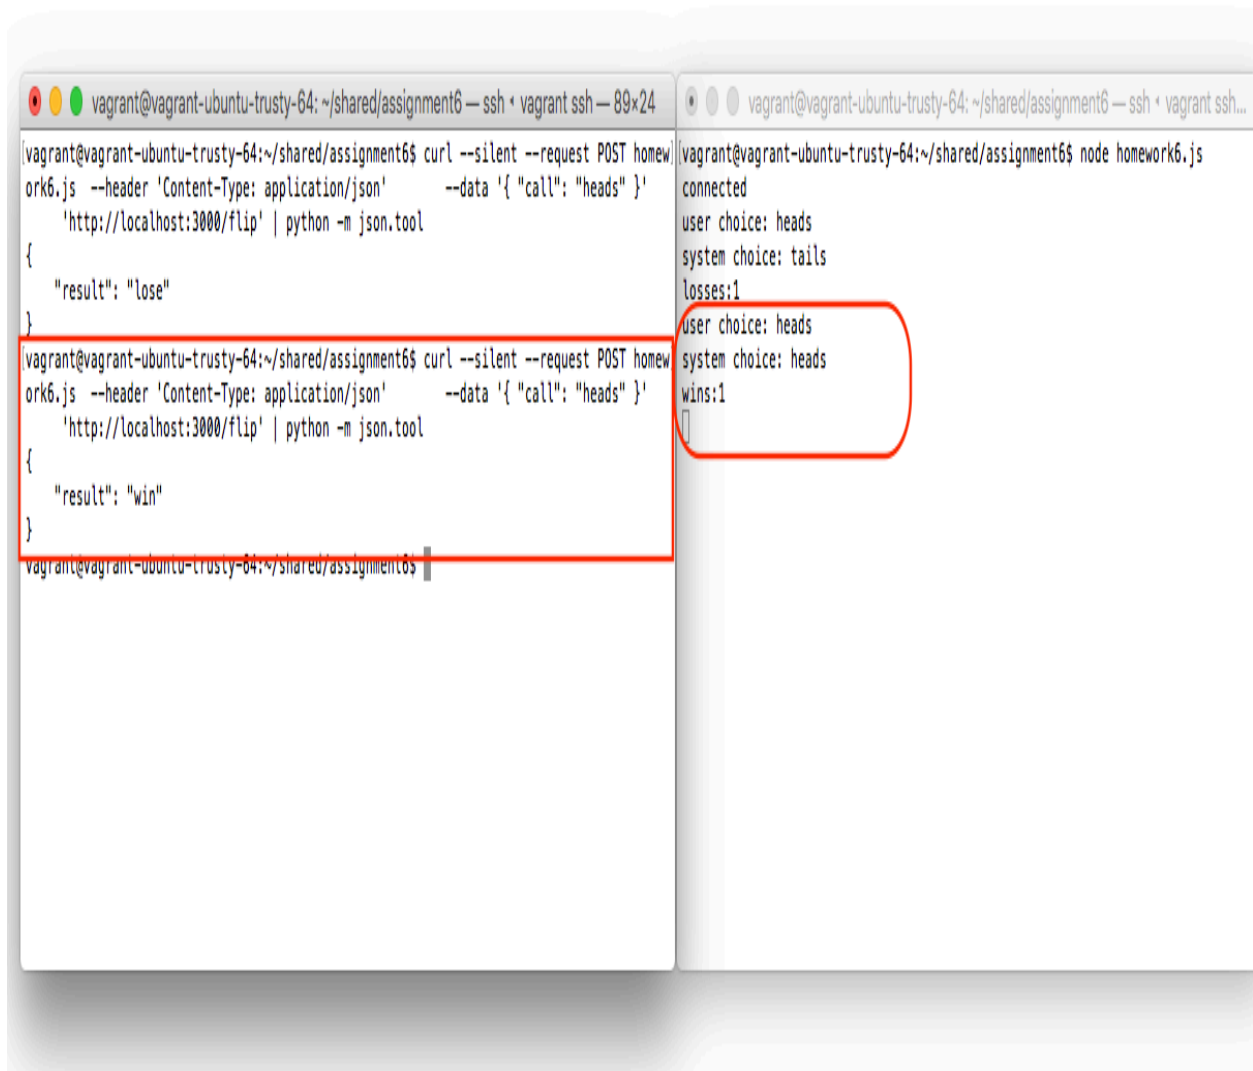 vagrant@vagrant-ubuntu-trusty-64: ~/shared/assignment6 — ssh ‹ vagrant ssh — 89×24
[vagrant@vagrant-ubuntu-trusty-64:~/shared/assignment6$ curl --silent --request POST homew]
ork6.js  --header 'Content-Type: application/json'       --data '{ "call": "heads" }'
     'http://localhost:3000/flip' | python -m json.tool
{
    "result": "lose"
}
[vagrant@vagrant-ubuntu-trusty-64:~/shared/assignment6$ curl --silent --request POST homew
ork6.js  --header 'Content-Type: application/json'       --data '{ "call": "heads" }'
     'http://localhost:3000/flip' | python -m json.tool
{
    "result": "win"
}
vagrant@vagrant-ubuntu-trusty-64:~/shared/assignment6$
vagrant@vagrant-ubuntu-trusty-64: ~/shared/assignment6 — ssh ‹ vagrant ssh...
[vagrant@vagrant-ubuntu-trusty-64:~/shared/assignment6$ node homework6.js
connected
user choice: heads
system choice: tails
losses:1
user choice: heads
system choice: heads
wins:1